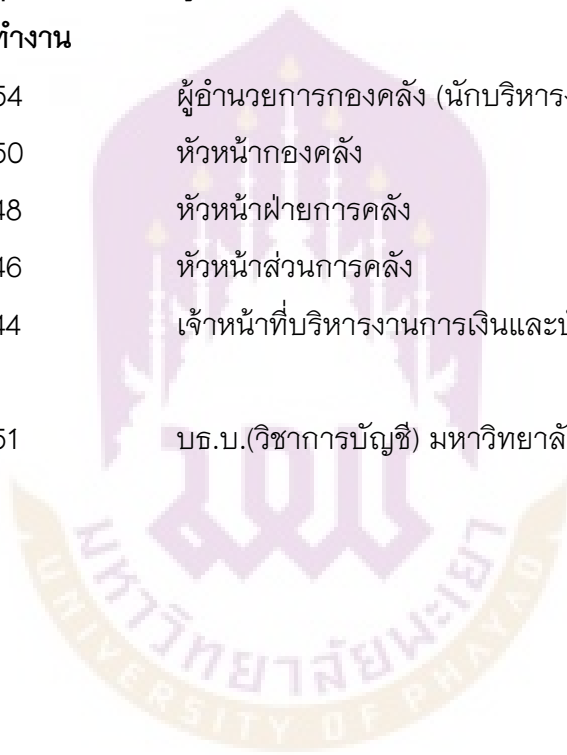 ทำงาน
54 ผู้อำนวยการกองคลัง (นักบริหาร
50 หัวหน้ากองคลัง
48 หัวหน้าฝ่ายการคลัง
46 หัวหน้าส่วนการคลัง
44 เจ้าหน้าที่บริหารงานการเงินและ
51 บธ.บ.(วิชาการบัญชี) มหาวิทยาลั
มหาวิทยาลัยพะเยา
UNIVERSITY OF PHAYAO